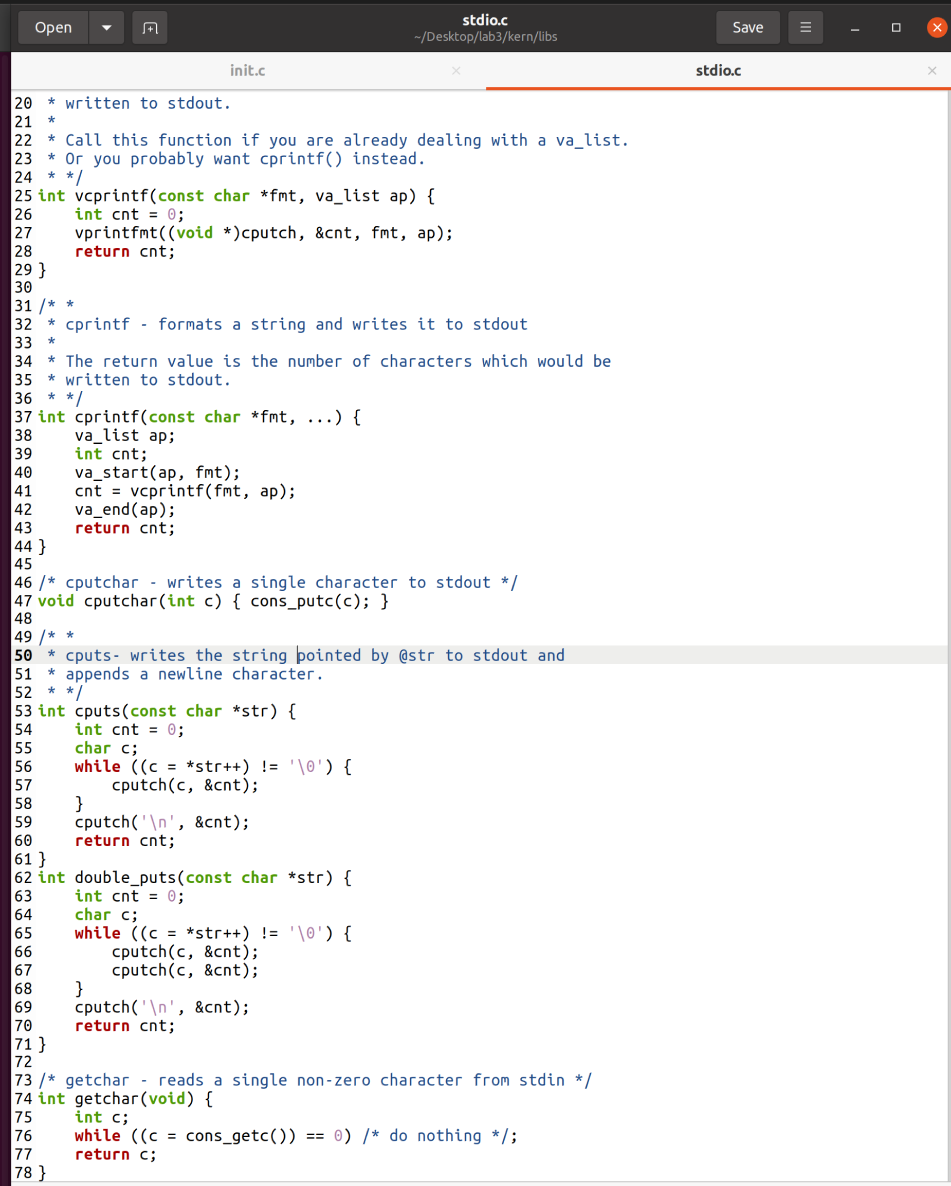 Open
stdio.c
~/Desktop/lab3/kern/libs
Save
init.c
stdio.c
20  * written to stdout.
21  *
22  * Call this function if you are already dealing with a va_list.
23  * Or you probably want cprintf() instead.
24  * */
25 int vcprintf(const char *fmt, va_list ap) {
26     int cnt = 0;
27     vprintfmt((void *)cputch, &cnt, fmt, ap);
28     return cnt;
29 }
30
31 /* *
32  * cprintf - formats a string and writes it to stdout
33  *
34  * The return value is the number of characters which would be
35  * written to stdout.
36  * */
37 int cprintf(const char *fmt, ...) {
38     va_list ap;
39     int cnt;
40     va_start(ap, fmt);
41     cnt = vcprintf(fmt, ap);
42     va_end(ap);
43     return cnt;
44 }
45
46 /* cputchar - writes a single character to stdout */
47 void cputchar(int c) { cons_putc(c); }
48
49 /* *
50  * cputs- writes the string pointed by @str to stdout and
51  * appends a newline character.
52  * */
53 int cputs(const char *str) {
54     int cnt = 0;
55     char c;
56     while ((c = *str++) != '\0') {
57         cputch(c, &cnt);
58     }
59     cputch('\n', &cnt);
60     return cnt;
61 }
62 int double_puts(const char *str) {
63     int cnt = 0;
64     char c;
65     while ((c = *str++) != '\0') {
66         cputch(c, &cnt);
67         cputch(c, &cnt);
68     }
69     cputch('\n', &cnt);
70     return cnt;
71 }
72
73 /* getchar - reads a single non-zero character from stdin */
74 int getchar(void) {
75     int c;
76     while ((c = cons_getc()) == 0) /* do nothing */;
77     return c;
78 }